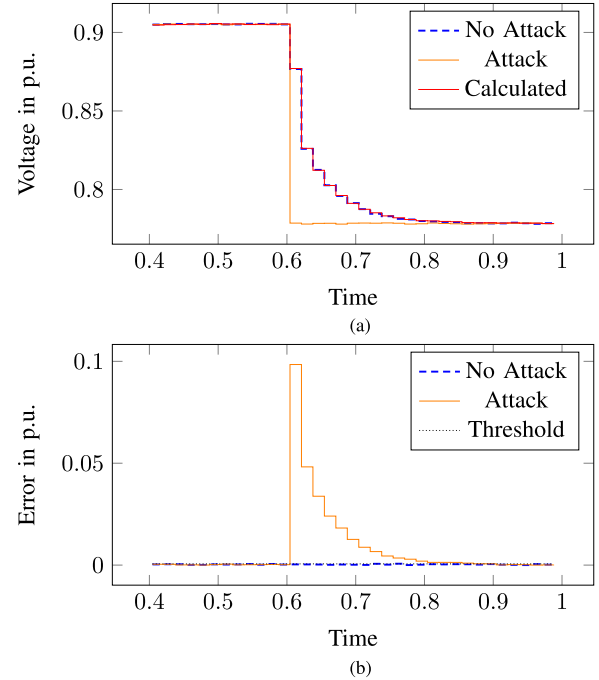 0.9
0.85
0.8
Voltage in p.u.
No Attack
Attack
Calculated
0.4 0.5 0.6 0.7 0.8 0.9 1
Time
(a)
0.1
0.05
0
Error in p.u.
No Attack
Attack
Threshold
0.4 0.5 0.6 0.7 0.8 0.9 1
Time
(b)